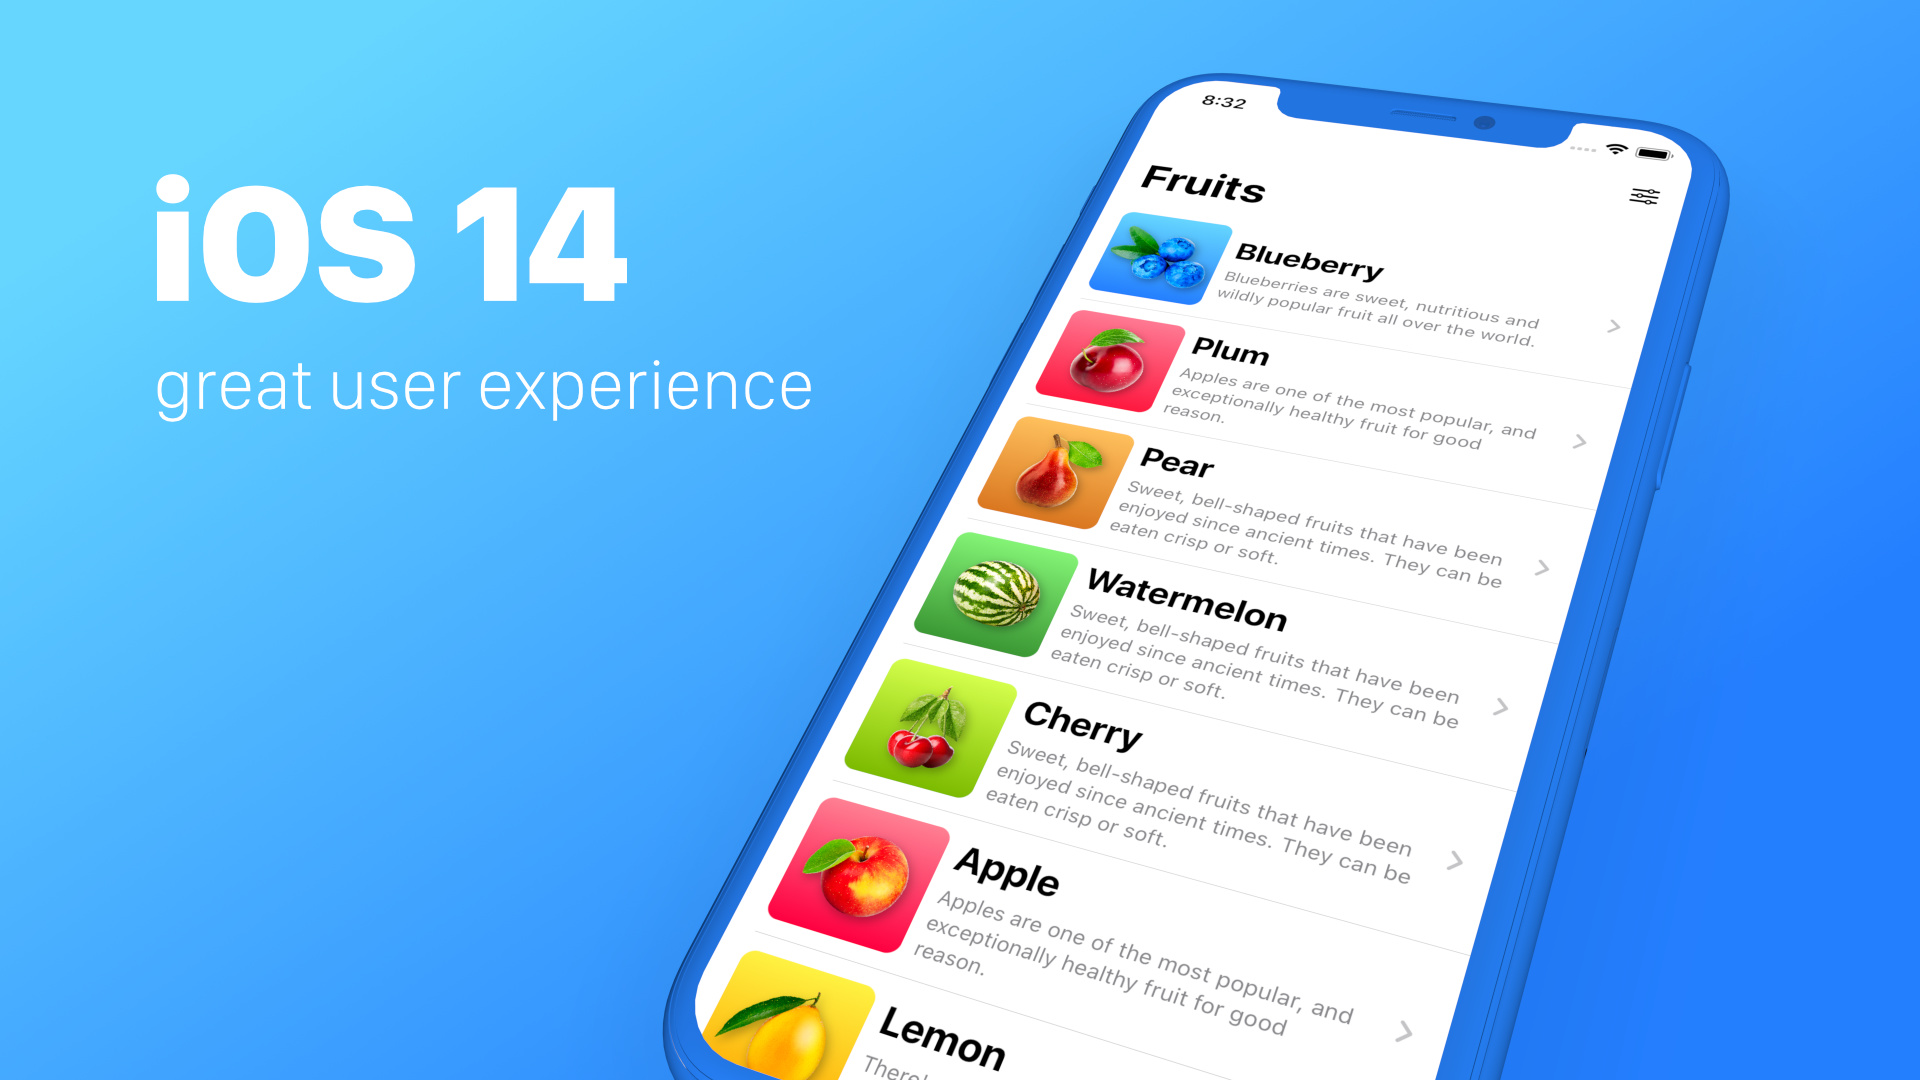 iOS 14
great user experience
8:32
Fruits
Blueberry
Blueberries are sweet, nutritious and
wildly popular fruit all over the world.
Plum
Apples are one of the most popular, and
exceptionally healthy fruit for good
reason.
Pear
Sweet, bell-shaped fruits that have been
enjoyed since ancient times. They can be
eaten crisp or soft.
Watermelon
Sweet, bell-shaped fruits that have been
enjoyed since ancient times. They can be
eaten crisp or soft.
Cherry
Sweet, bell-shaped fruits that have been
enjoyed since ancient times. They can be
eaten crisp or soft.
Apple
Apples are one of the most popular, and
exceptionally healthy fruit for good
reason.
Lemon